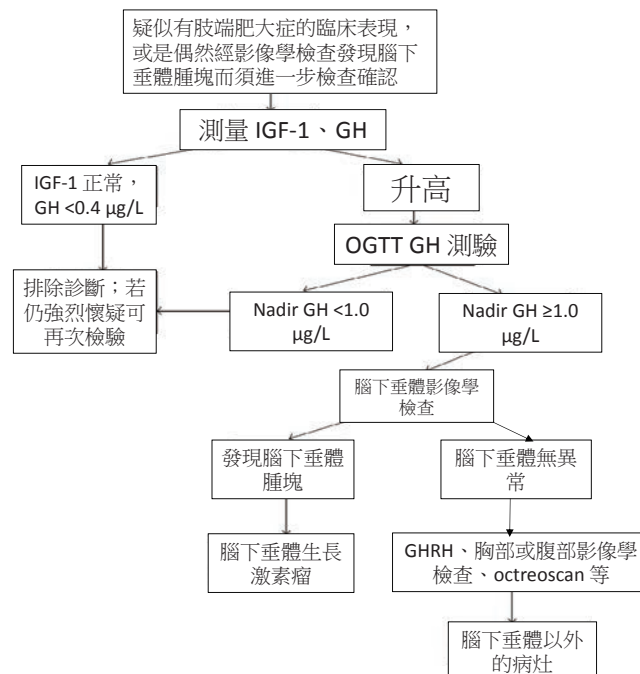 疑似有肢端肥大症的臨床表現，
或是偶然經影像學檢查發現腦下
垂體腫塊而須進一步檢查確認
測量 IGF-1、GH
IGF-1 正常，
GH <0.4 µg/L
升高
OGTT GH 測驗
排除診斷；若
仍強烈懷疑可
再次檢驗
Nadir GH <1.0
µg/L
Nadir GH ≥1.0
µg/L
腦下垂體影像學
檢查
發現腦下垂體
腫塊
腦下垂體無異
常
腦下垂體生長
激素瘤
GHRH、胸部或腹部影像學
檢查、octreoscan 等
腦下垂體以外
的病灶